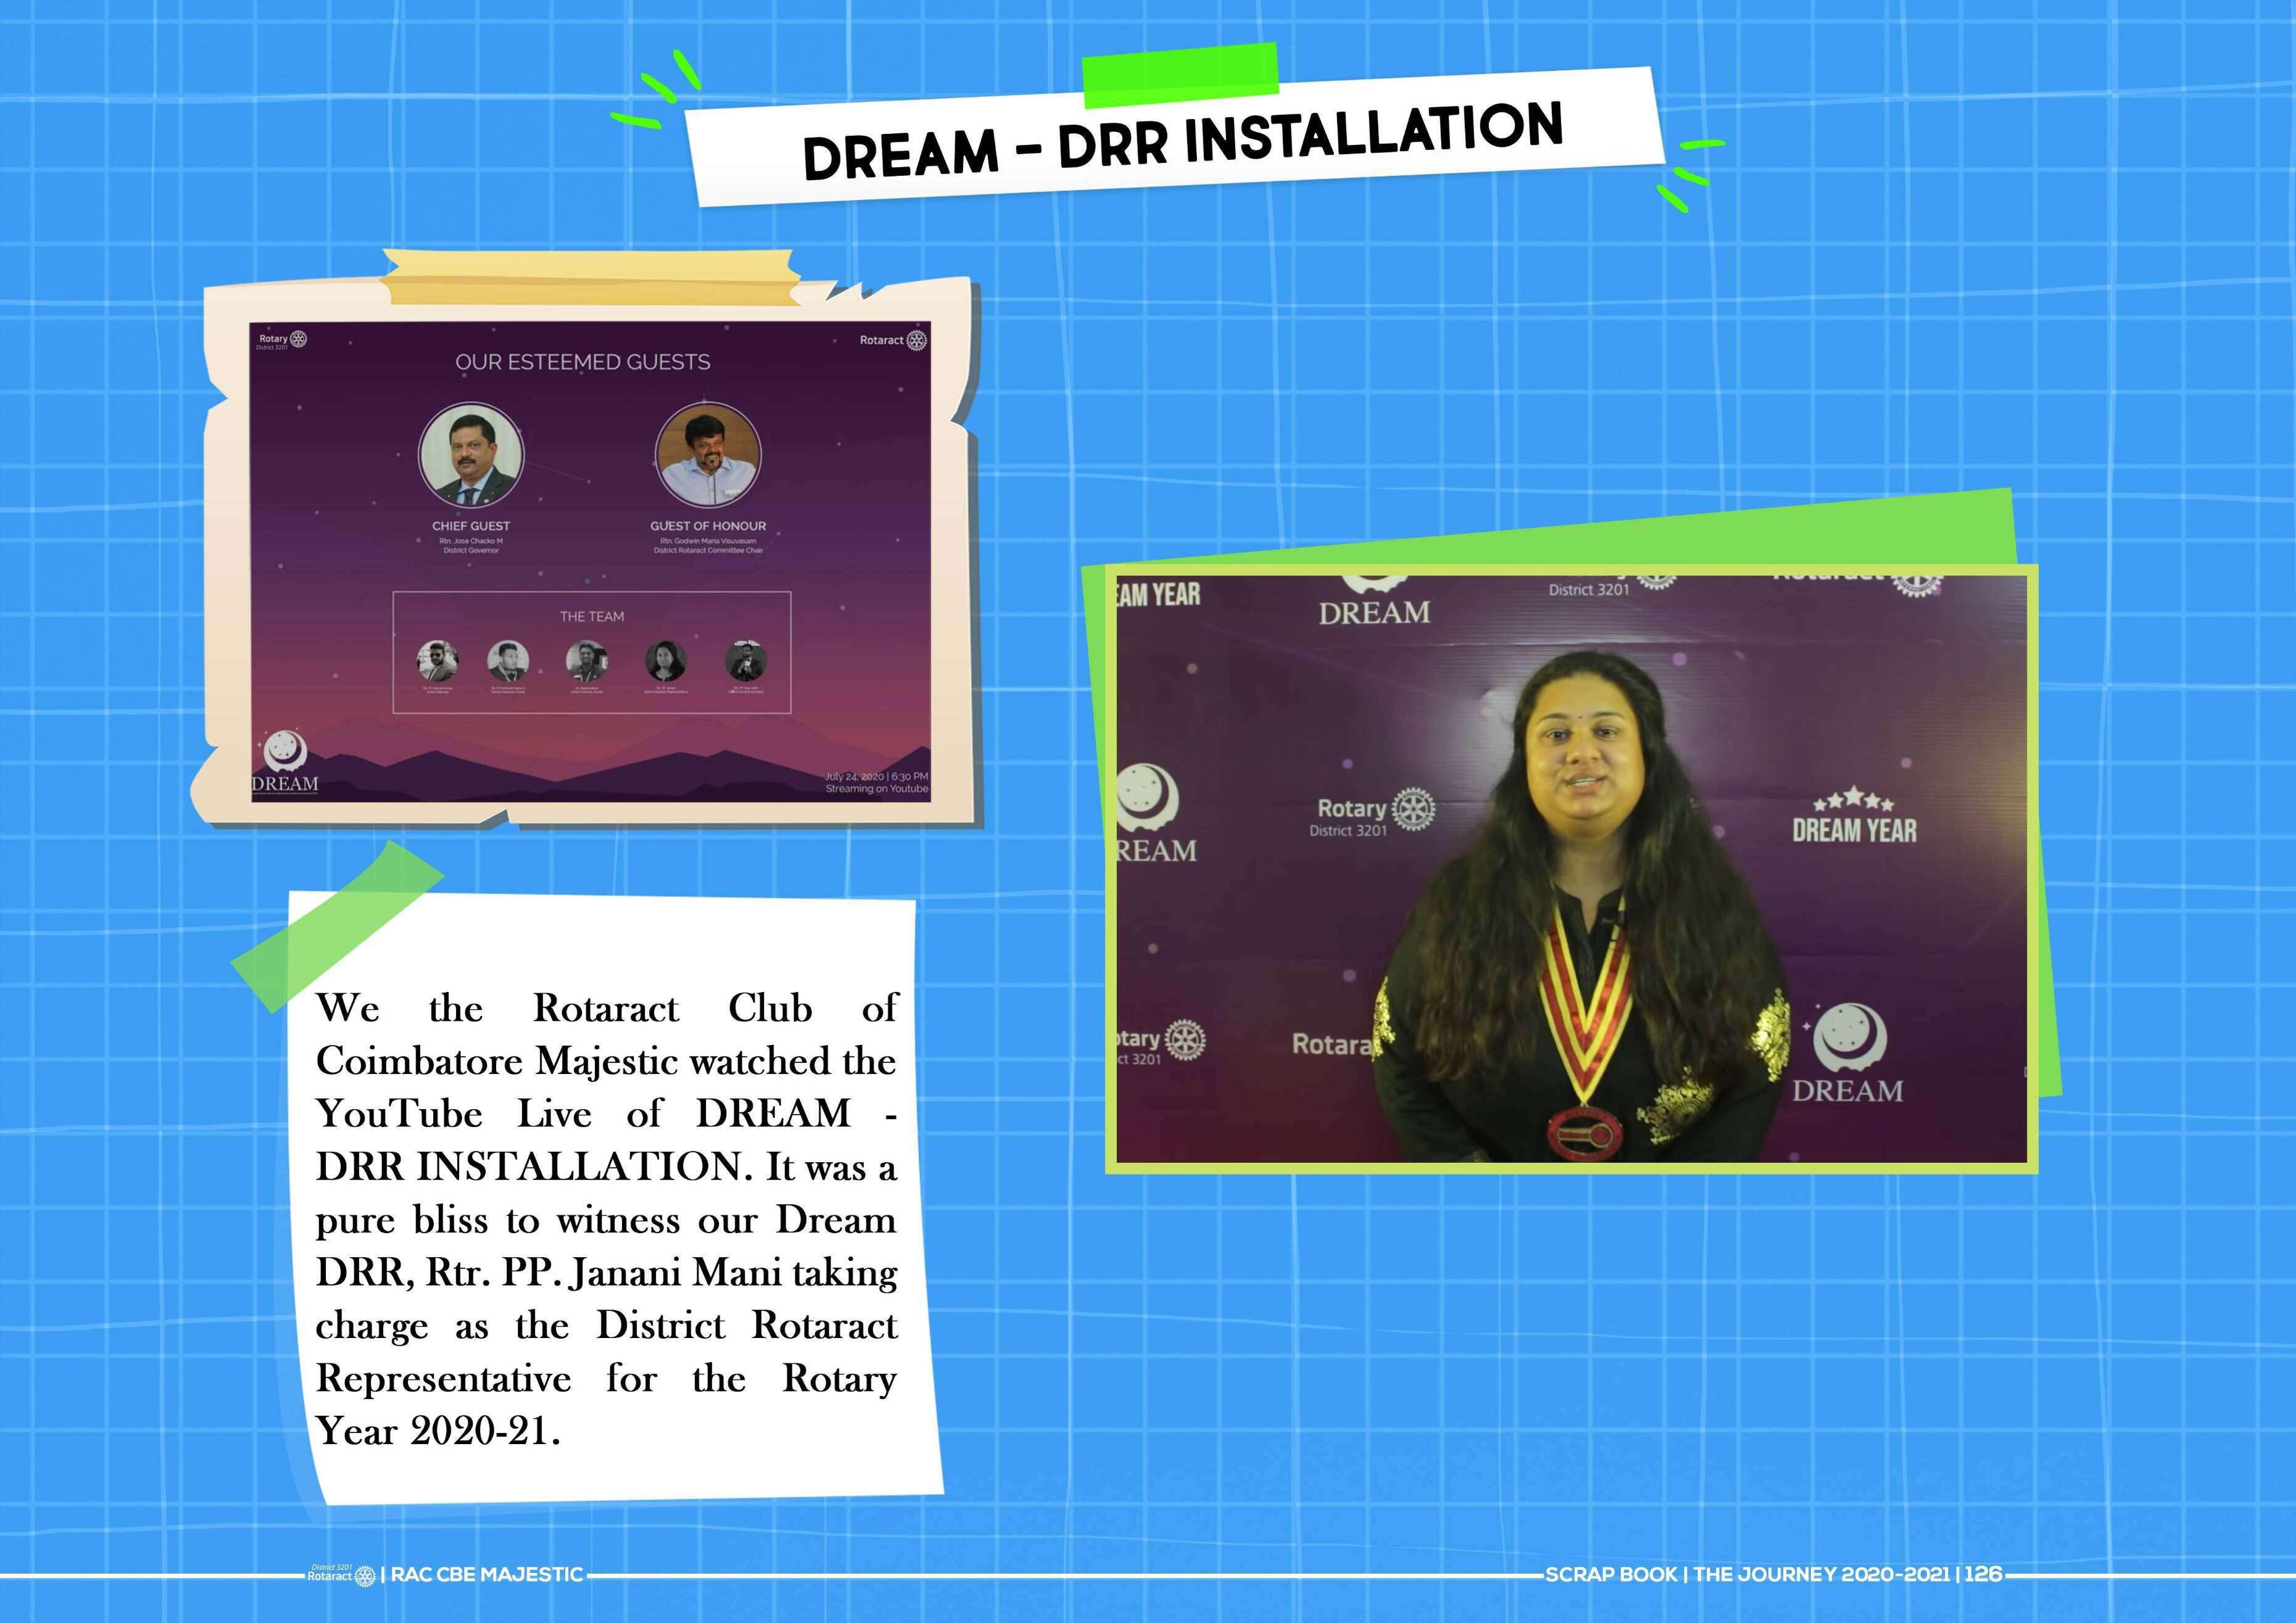 DREAM - DRR INSTALLATION
Rotary
District 3201
Rotaract
OUR ESTEEMED GUESTS
CHIEF GUEST
Rtn. Jose Chacko M
District Governor
GUEST OF HONOUR
Rtn. Godwin Maria Visuvasam
District Rotaract Committee Chair
THE TEAM
DREAM
July 24, 2020 | 6:30 PM
Streaming on Youtube
EAM YEAR
DREAM
District 3201
Rotaract
REAM
Rotary
District 3201
DREAM YEAR
otary
ct 3201
Rotara
DREAM
We the Rotaract Club of
Coimbatore Majestic watched the
YouTube Live of DREAM -
DRR INSTALLATION. It was a
pure bliss to witness our Dream
DRR, Rtr. PP. Janani Mani taking
charge as the District Rotaract
Representative for the Rotary
Year 2020-21.
District 3201
Rotaract | RAC CBE MAJESTIC
SCRAP BOOK | THE JOURNEY 2020-2021 | 126